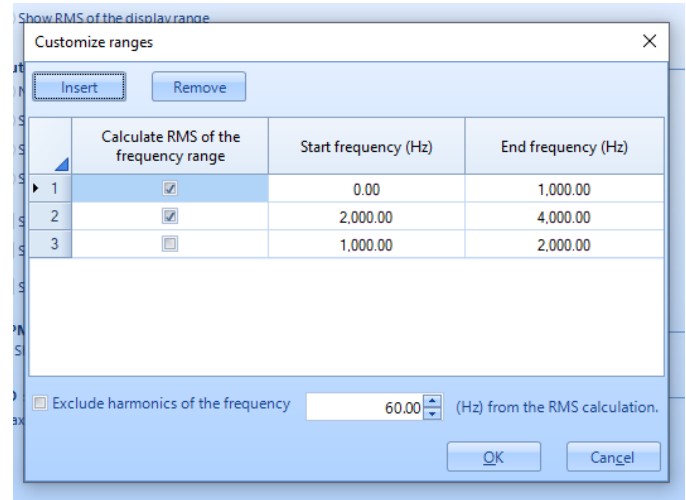 Show RMS of the display range
Customize ranges
Insert Remove
Calculate RMS of the
frequency range
Start frequency (Hz) End frequency (Hz)
1 0.00 1,000.00
2 2,000.00 4,000.00
3 1,000.00 2,000.00
Exclude harmonics of the frequency 60.00 (Hz) from the RMS calculation.
OK Cancel